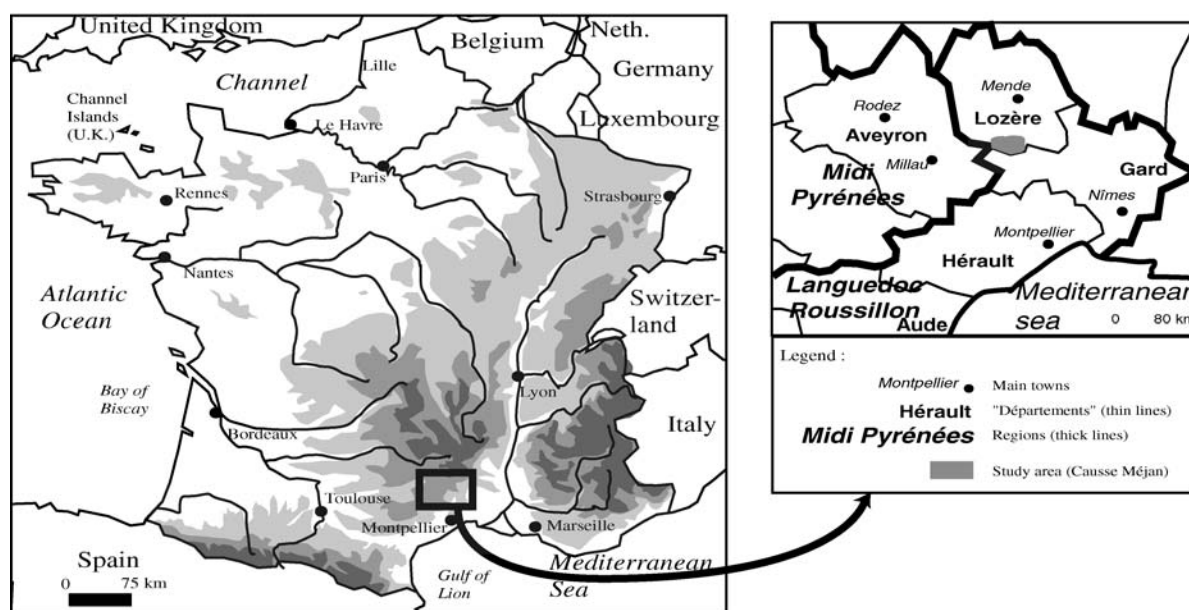 United Kingdom
Neth.
Belgium
Lille
Germany
Channel
Channel
Islands
(U.K.)
Le Havre
Luxembourg
Paris
Rennes
Strasbourg
Nantes
Atlantic
Ocean
Switzer-
land
Bay of
Biscay
Lyon
Italy
Bordeaux
Toulouse
Montpellier
Marseille
Spain
0 75 km
Gulf of
Lion
Mediterranean
Sea
Mende
Rodez
Lozère
Aveyron
Millau
Gard
Midi
Pyrénées
Nîmes
Montpellier
Hérault
Languedoc
Roussillon
Mediterranean
sea
Aude
0 80 km
Legend :
Montpellier Main towns
Hérault "Départements" (thin lines)
Midi Pyrénées Regions (thick lines)
Study area (Causse Méjan)